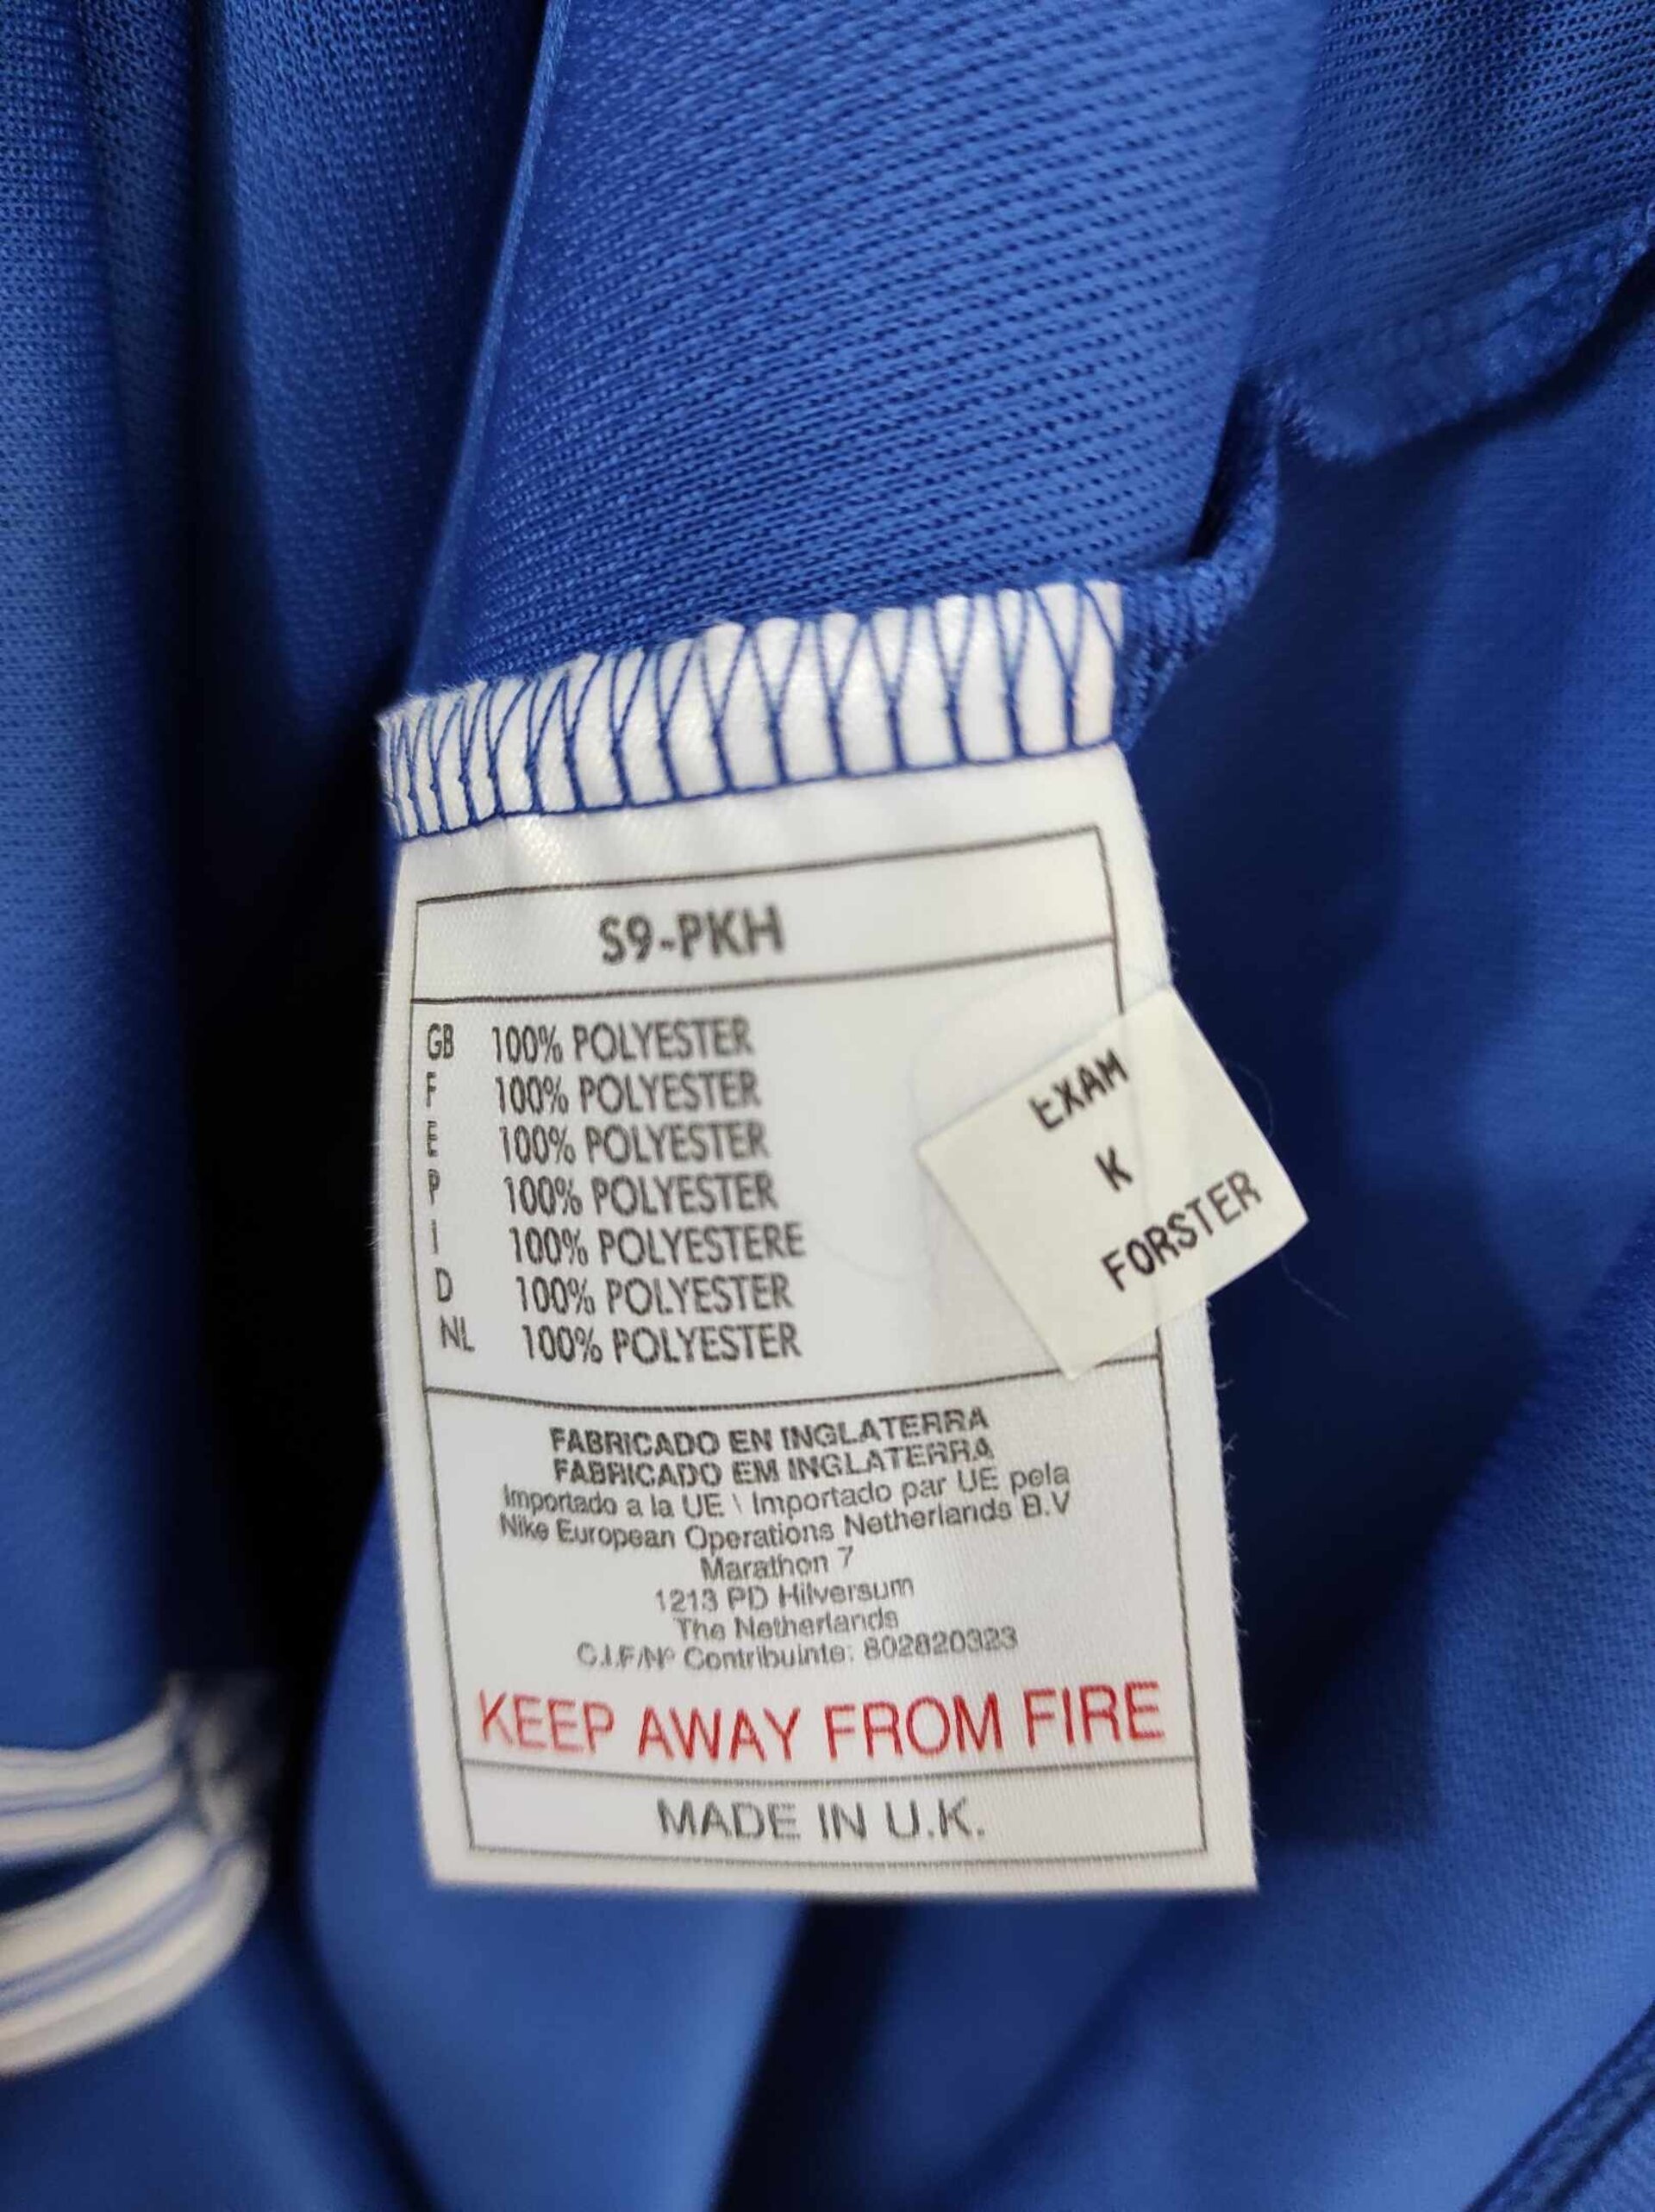 S9-PKH
GB 100% POLYESTER
F 100% POLYESTER
E 100% POLYESTER
P 100% POLYESTER
I 100% POLYESTERE
D 100% POLYESTER
NL 100% POLYESTER
EXAM
K
FORSTER
FABRICADO EN INGLATERRA
FABRICADO EM INGLATERRA
Importado a la UE \ Importado par UE pela
Nike European Operations Netherlands B.V
Marathon 7
1213 PD Hilversum
The Netherlands
C.I.F/Nº Contribuinte: 802820323
KEEP AWAY FROM FIRE
MADE IN U.K.